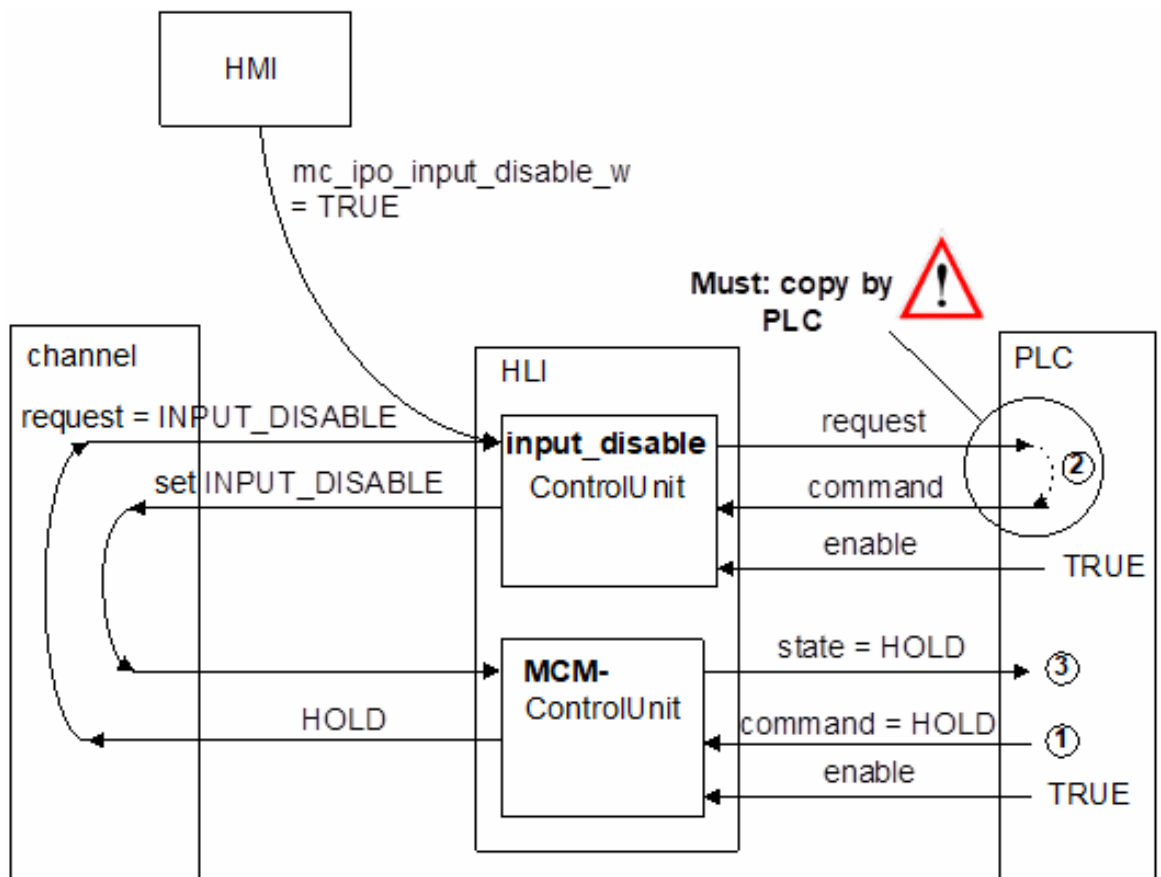 HMI
mc_ipo_input_disable_w
= TRUE
Must: copy by
PLC
!
channel
HLI
PLC
request = INPUT_DISABLE
input_disable
ControlUnit
request
2
set INPUT_DISABLE
command
enable
TRUE
MCM-
ControlUnit
state = HOLD
3
HOLD
command = HOLD
1
enable
TRUE